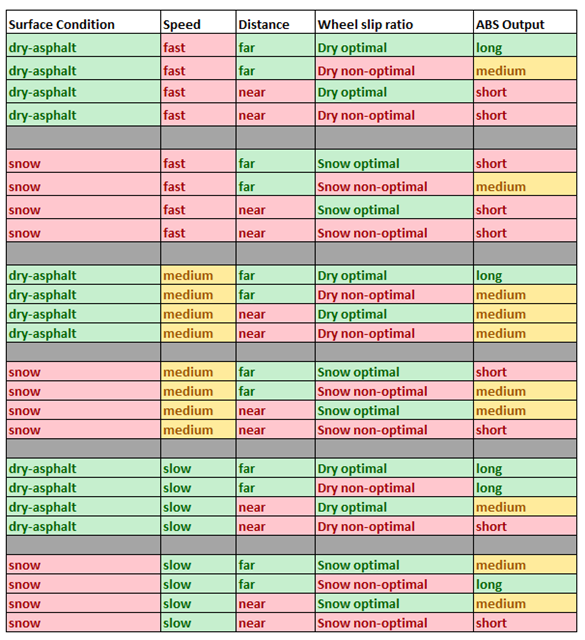 Surface Condition Speed Distance Wheel slip ratio ABS Output
dry-asphalt fast far Dry optimal long
dry-asphalt fast far Dry non-optimal medium
dry-asphalt fast near Dry optimal short
dry-asphalt fast near Dry non-optimal short
snow fast far Snow optimal short
snow fast far Snow non-optimal medium
snow fast near Snow optimal short
snow fast near Snow non-optimal short
dry-asphalt medium far Dry optimal long
dry-asphalt medium far Dry non-optimal medium
dry-asphalt medium near Dry optimal medium
dry-asphalt medium near Dry non-optimal medium
snow medium far Snow optimal short
snow medium far Snow non-optimal medium
snow medium near Snow optimal medium
snow medium near Snow non-optimal short
dry-asphalt slow far Dry optimal long
dry-asphalt slow far Dry non-optimal long
dry-asphalt slow near Dry optimal medium
dry-asphalt slow near Dry non-optimal short
snow slow far Snow optimal medium
snow slow far Snow non-optimal long
snow slow near Snow optimal medium
snow slow near Snow non-optimal short